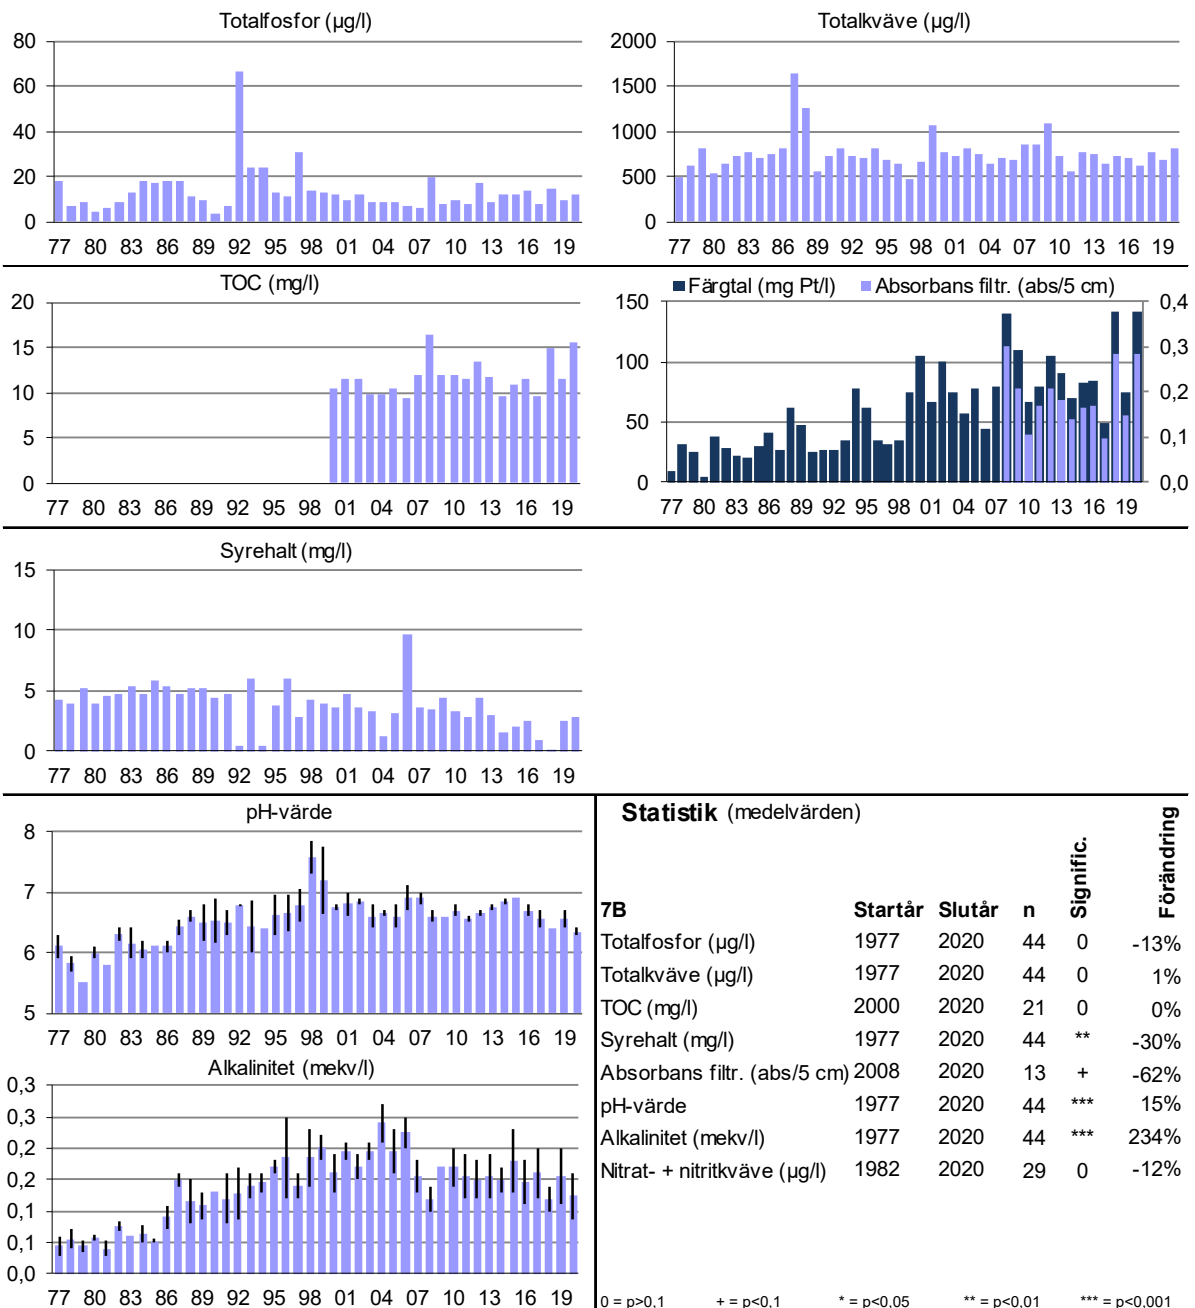 Totalfosfor (µg/l)
80
60
40
20
0
77 80 83 86 89 92 95 98 01 04 07 10 13 16 19
Totalkväve (µg/l)
2000
1500
1000
500
0
77 80 83 86 89 92 95 98 01 04 07 10 13 16 19
TOC (mg/l)
20
15
10
5
0
77 80 83 86 89 92 95 98 01 04 07 10 13 16 19
Färgtal (mg Pt/l) Absorbans filtr. (abs/5 cm)
150
100
50
0
0,4
0,3
0,2
0,1
0,0
77 80 83 86 89 92 95 98 01 04 07 10 13 16 19
Syrehalt (mg/l)
15
10
5
0
77 80 83 86 89 92 95 98 01 04 07 10 13 16 19
pH-värde
8
7
6
5
77 80 83 86 89 92 95 98 01 04 07 10 13 16 19
Alkalinitet (mekv/l)
0,3
0,3
0,2
0,2
0,1
0,1
0,0
77 80 83 86 89 92 95 98 01 04 07 10 13 16 19
Statistik (medelvärden)
7B Startår Slutår n Signific. Förändring
Totalfosfor (µg/l) 1977 2020 44 0 -13%
Totalkväve (µg/l) 1977 2020 44 0 1%
TOC (mg/l) 2000 2020 21 0 0%
Syrehalt (mg/l) 1977 2020 44 ** -30%
Absorbans filtr. (abs/5 cm) 2008 2020 13 + -62%
pH-värde 1977 2020 44 *** 15%
Alkalinitet (mekv/l) 1977 2020 44 *** 234%
Nitrat- + nitritkväve (µg/l) 1982 2020 29 0 -12%
0 = p>0,1 + = p<0,1 * = p<0,05 ** = p<0,01 *** = p<0,001